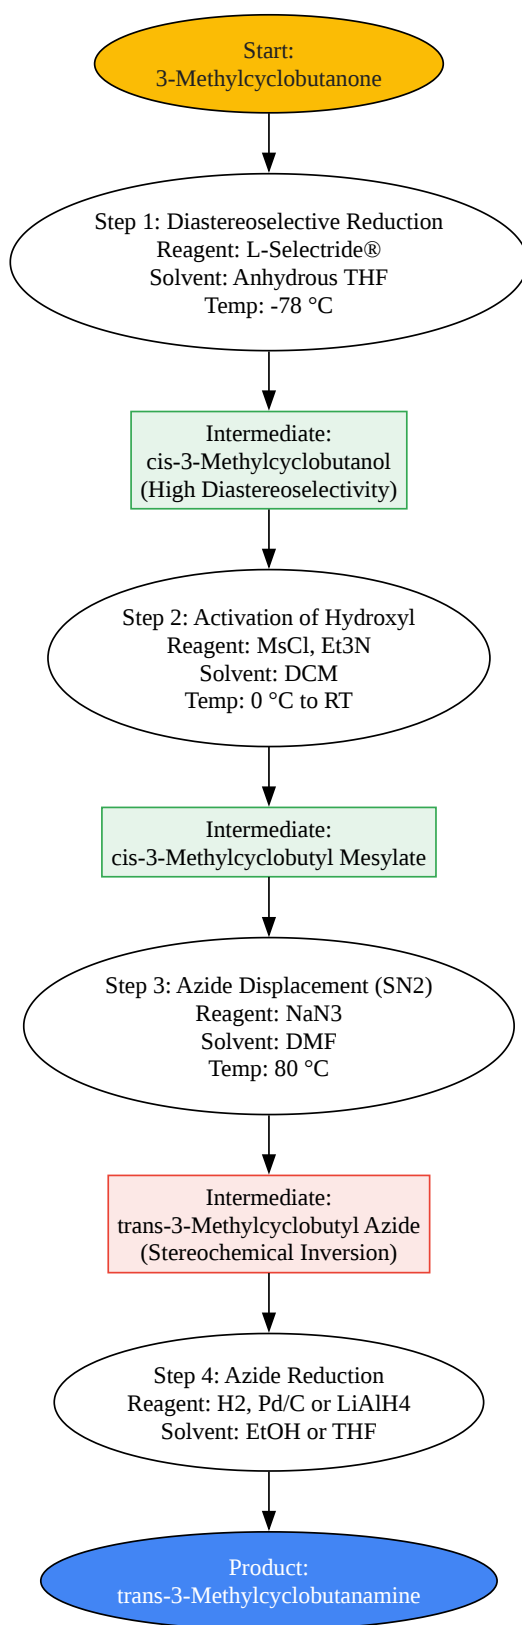 Start:
3-Methylcyclobutanone
Step 1: Diastereoselective Reduction
Reagent: L-Selectride®
Solvent: Anhydrous THF
Temp: -78 °C
Intermediate:
cis-3-Methylcyclobutanol
(High Diastereoselectivity)
Step 2: Activation of Hydroxyl
Reagent: MsCl, Et3N
Solvent: DCM
Temp: 0 °C to RT
Intermediate:
cis-3-Methylcyclobutyl Mesylate
Step 3: Azide Displacement (SN2)
Reagent: NaN3
Solvent: DMF
Temp: 80 °C
Intermediate:
trans-3-Methylcyclobutyl Azide
(Stereochemical Inversion)
Step 4: Azide Reduction
Reagent: H2, Pd/C or LiAlH4
Solvent: EtOH or THF
Product:
trans-3-Methylcyclobutanamine